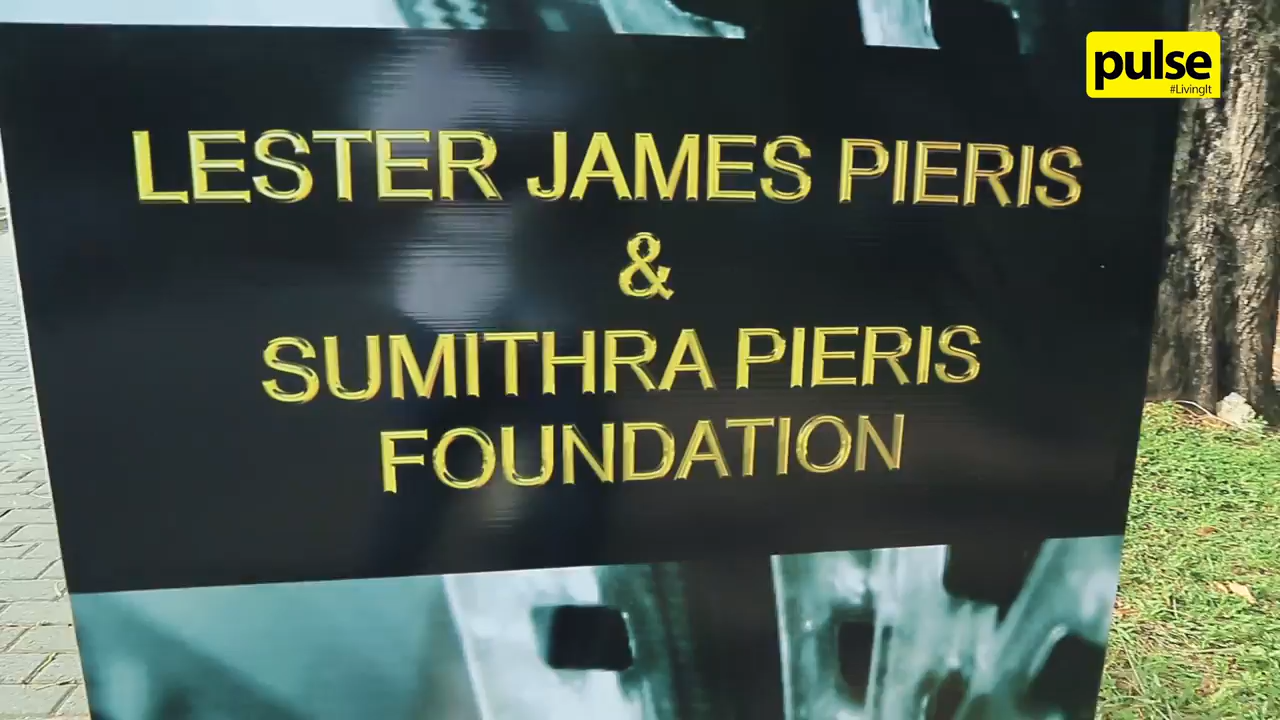 pulse
#LivingIt
LESTER JAMES PIERIS
&
SUMITHRA PIERIS
FOUNDATION